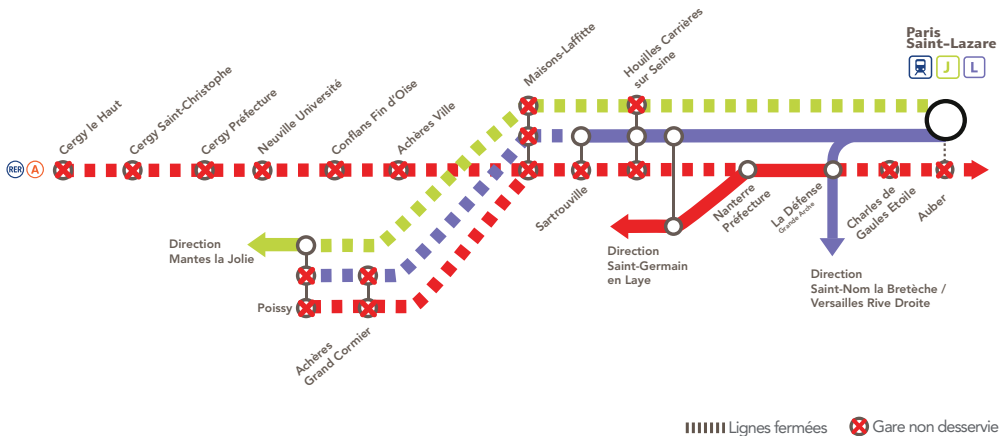 Paris
Saint-Lazare
J L
Maisons-Laffitte
Houilles Carrières
sur Seine
Cergy le Haut
Cergy Saint-Christophe
Cergy Préfecture
Neuville Université
Conflans Fin d'Oise
Achères Ville
RER A
Sartrouville
Nanterre
Préfecture
La Défense
Grande Arche
Charles de
Gaules Etoile
Auber
Direction
Mantes la Jolie
Direction
Saint-Germain
en Laye
Direction
Saint-Nom la Bretèche /
Versailles Rive Droite
Poissy
Achères
Grand Cormier
Lignes fermées
Gare non desservie